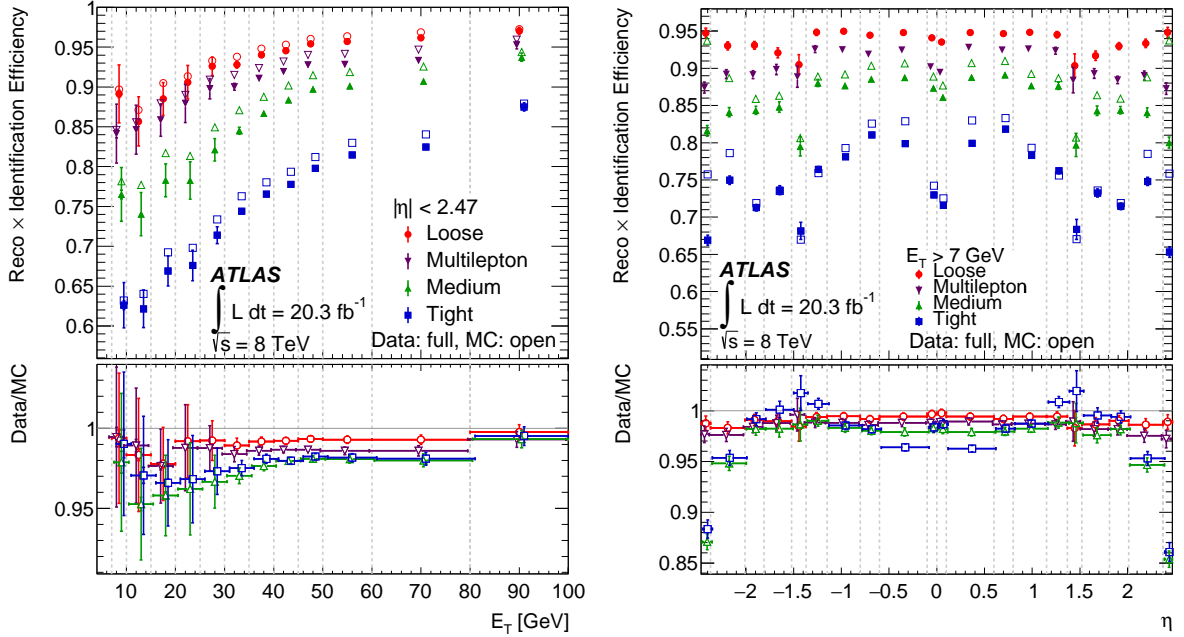 Reco × Identification Efficiency
1
0.95
0.9
0.85
0.8
0.75
0.7
0.65
0.6
|η| < 2.47
Loose
Multilepton
Medium
Tight
ATLAS
∫ L dt = 20.3 fb⁻¹
√s = 8 TeV
Data: full, MC: open
Data/MC
1
0.95
10 20 30 40 50 60 70 80 90 100
E_T [GeV]
Reco × Identification Efficiency
1
0.95
0.9
0.85
0.8
0.75
0.7
0.65
0.6
0.55
E_T > 7 GeV
Loose
Multilepton
Medium
Tight
ATLAS
∫ L dt = 20.3 fb⁻¹
√s = 8 TeV
Data: full, MC: open
Data/MC
1
0.95
0.9
0.85
−2 −1.5 −1 −0.5 0 0.5 1 1.5 2
η